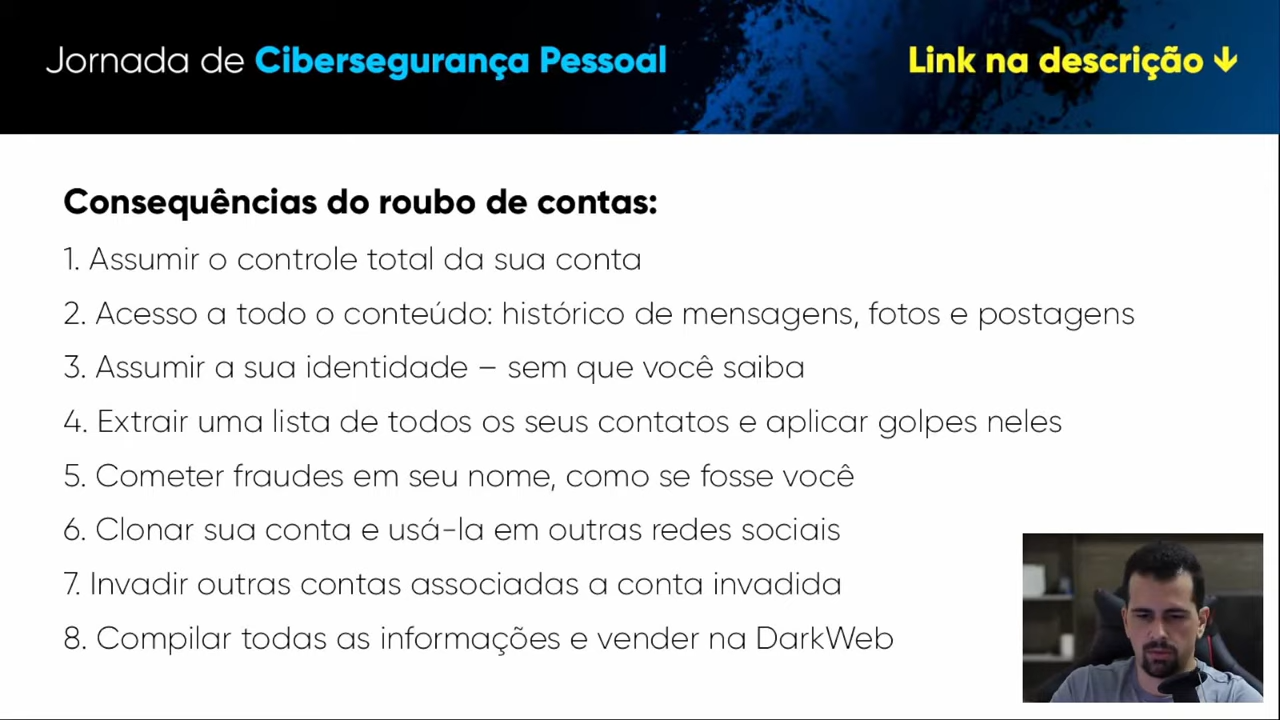 Jornada de Cibersegurança Pessoal
Link na descrição ↓
Consequências do roubo de contas:
1. Assumir o controle total da sua conta
2. Acesso a todo o conteúdo: histórico de mensagens, fotos e postagens
3. Assumir a sua identidade – sem que você saiba
4. Extrair uma lista de todos os seus contatos e aplicar golpes neles
5. Cometer fraudes em seu nome, como se fosse você
6. Clonar sua conta e usá-la em outras redes sociais
7. Invadir outras contas associadas a conta invadida
8. Compilar todas as informações e vender na DarkWeb